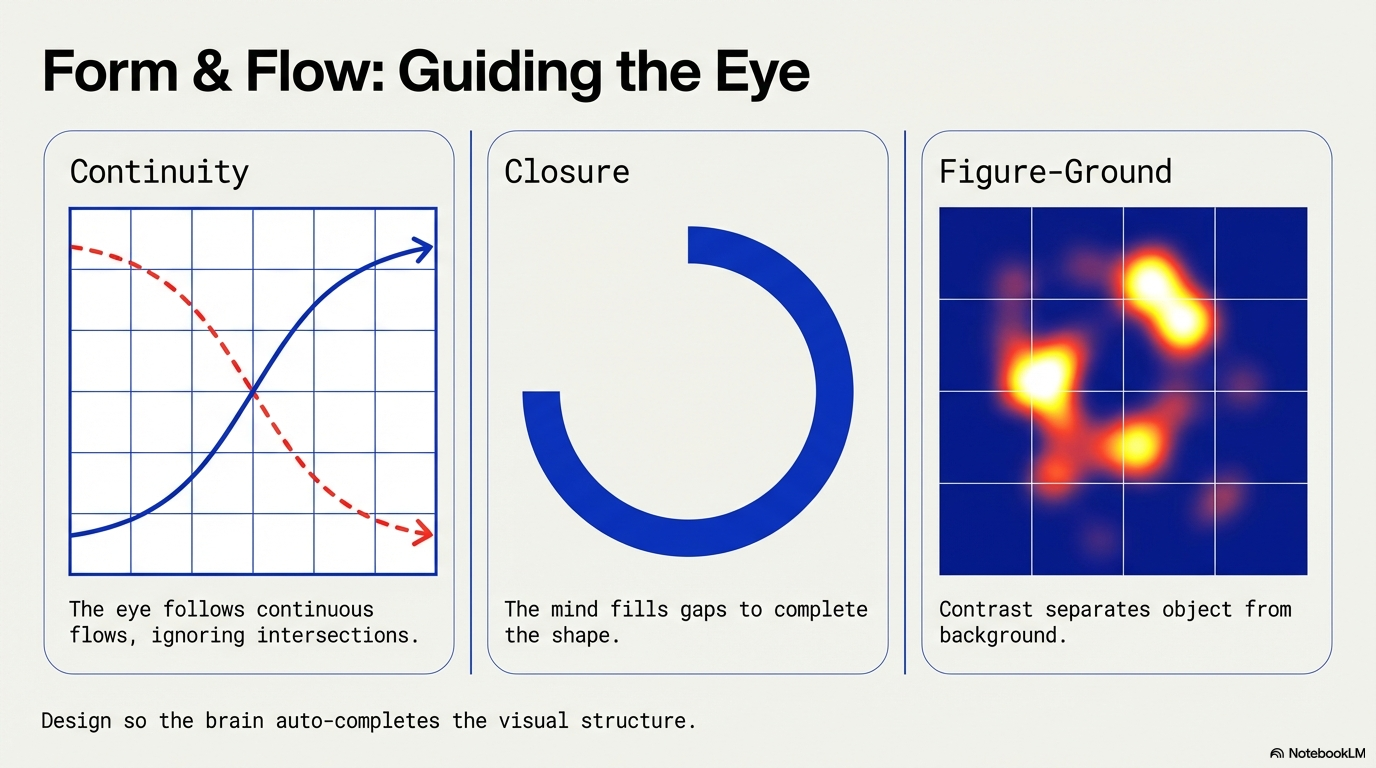 Form & Flow: Guiding the Eye
Continuity
The eye follows continuous
flows, ignoring intersections.
Closure
The mind fills gaps to complete
the shape.
Figure-Ground
Contrast separates object from
background.
Design so the brain auto-completes the visual structure.
NotebookLM